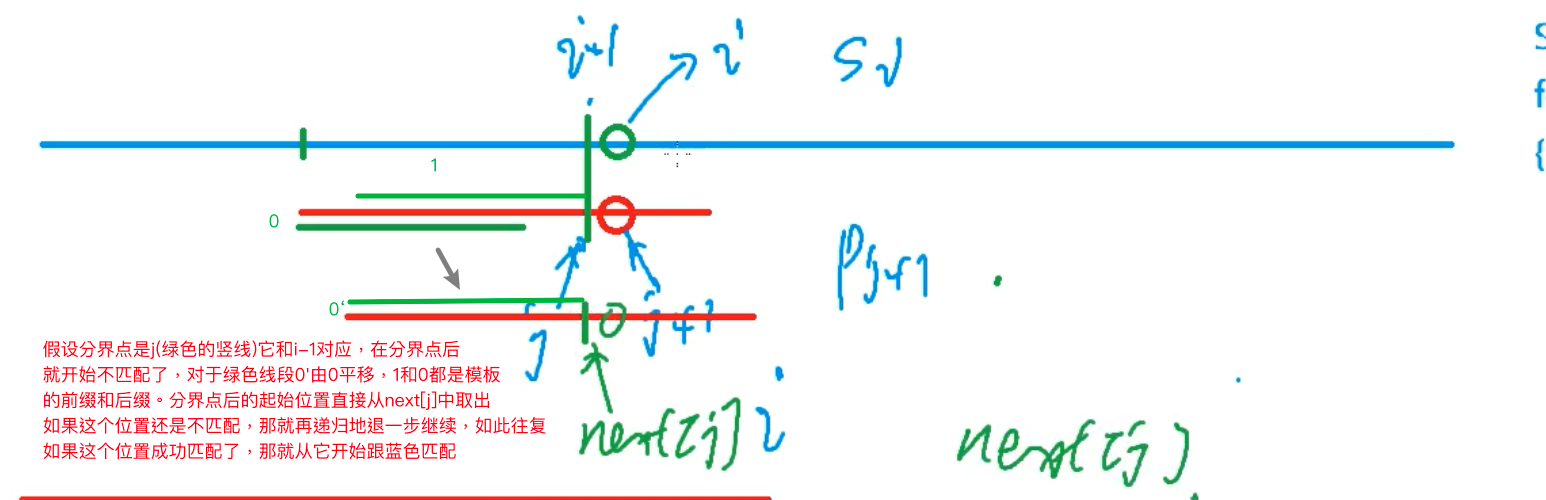 i-1
i
S i
S
f
{
1
0
0'
j
j+1
P j+1
假设分界点是j(绿色的竖线)它和i-1对应，在分界点后
就开始不匹配了，对于绿色线段0'由0平移，1和0都是模板
的前缀和后缀。分界点后的起始位置直接从next[j]中取出
如果这个位置还是不匹配，那就再递归地退一步继续，如此往复
如果这个位置成功匹配了，那就从它开始跟蓝色匹配
next[j]
i
next[j]